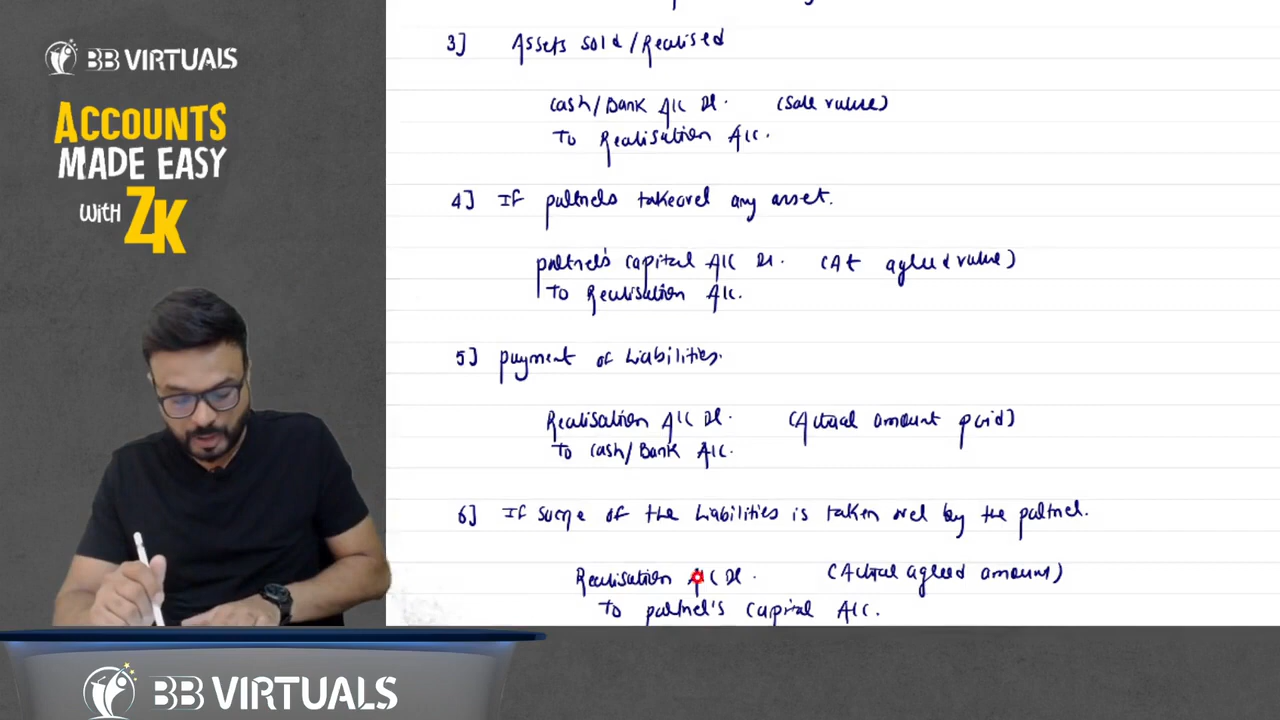 BB VIRTUALS
ACCOUNTS
MADE EASY
with ZK
3] Assets sold/Realised
Cash/Bank A/C Dr. (Sale value)
To Realisation A/c.
4] If partners takeover any asset.
partner's capital A/C Dr. (At agreed value)
To Realisation A/c.
5] payment of Liabilities.
Realisation A/C Dr. (Actual amount paid)
To cash/Bank A/c.
6] If some of the Liabilities is taken over by the partner.
Realisation A/C Dr. (Actual agreed amount)
To partner's capital A/c.
BB VIRTUALS